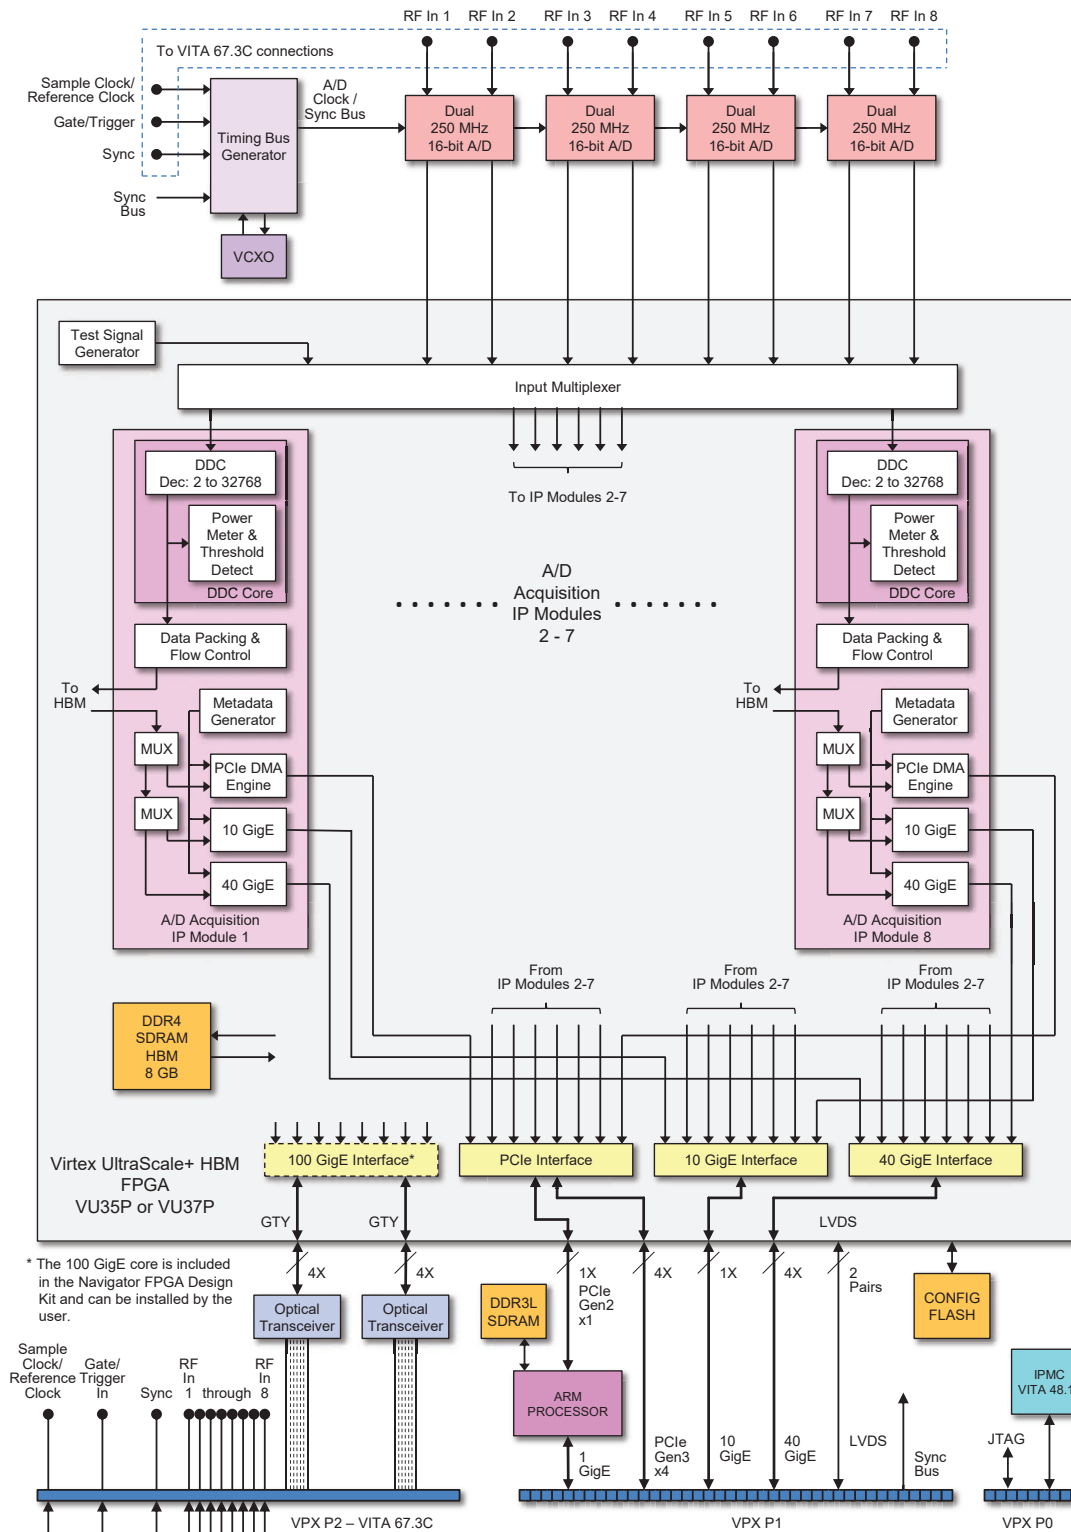 RF In 1 RF In 2 RF In 3 RF In 4 RF In 5 RF In 6 RF In 7 RF In 8
To VITA 67.3C connections
Sample Clock/
Reference Clock
Gate/Trigger
Sync
Sync
Bus
Timing Bus
Generator
VCXO
A/D
Clock /
Sync Bus
Dual
250 MHz
16-bit A/D
Dual
250 MHz
16-bit A/D
Dual
250 MHz
16-bit A/D
Dual
250 MHz
16-bit A/D
Test Signal
Generator
Input Multiplexer
DDC
Dec: 2 to 32768
Power
Meter &
Threshold
Detect
DDC Core
Data Packing &
Flow Control
To
HBM
Metadata
Generator
MUX
PCIe DMA
Engine
MUX
10 GigE
40 GigE
A/D Acquisition
IP Module 1
To IP Modules 2-7
A/D
Acquisition
IP Modules
2 - 7
DDC
Dec: 2 to 32768
Power
Meter &
Threshold
Detect
DDC Core
Data Packing &
Flow Control
To
HBM
Metadata
Generator
MUX
PCIe DMA
Engine
MUX
10 GigE
40 GigE
A/D Acquisition
IP Module 8
From
IP Modules 2-7
From
IP Modules 2-7
From
IP Modules 2-7
DDR4
SDRAM
HBM
8 GB
100 GigE Interface*
PCIe Interface
10 GigE Interface
40 GigE Interface
Virtex UltraScale+ HBM
FPGA
VU35P or VU37P
GTY
GTY
LVDS
* The 100 GigE core is included
in the Navigator FPGA Design
Kit and can be installed by the
user.
4X
4X
1X
4X
1X
4X
2
Pairs
PCIe
Gen2
x1
Optical
Transceiver
Optical
Transceiver
DDR3L
SDRAM
CONFIG
FLASH
Sample
Clock/
Reference
Clock
Gate/
Trigger
In
Sync
RF
In
1
through
RF
In
8
ARM
PROCESSOR
IPMC
VITA 48.1
1
GigE
PCIe
Gen3
x4
10
GigE
40
GigE
LVDS
Sync
Bus
JTAG
VPX P2 – VITA 67.3C
VPX P1
VPX P0